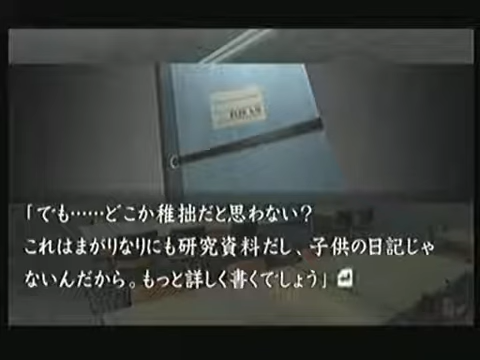 「でも……どこか稚拙だと思わない?
これはまがりなりにも研究資料だし、子供の日記じゃ
ないんだから。もっと詳しく書くでしょう」